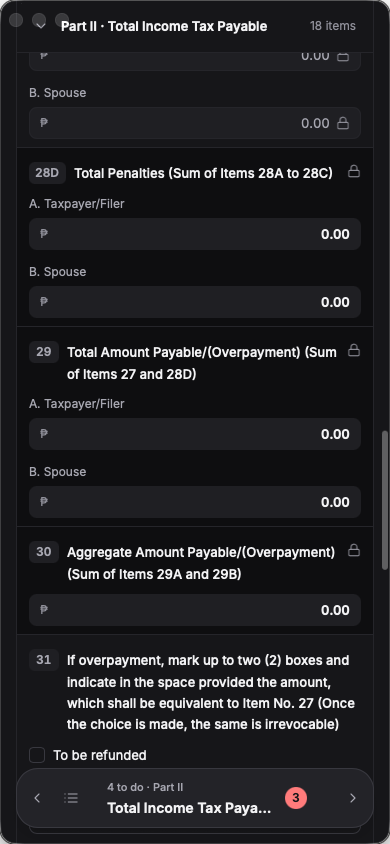 Part II · Total Income Tax Payable
18 items
₱ 0.00
B. Spouse
₱ 0.00
28D Total Penalties (Sum of Items 28A to 28C)
A. Taxpayer/Filer
₱ 0.00
B. Spouse
₱ 0.00
29 Total Amount Payable/(Overpayment) (Sum
of Items 27 and 28D)
A. Taxpayer/Filer
₱ 0.00
B. Spouse
₱ 0.00
30 Aggregate Amount Payable/(Overpayment)
(Sum of Items 29A and 29B)
₱ 0.00
31 If overpayment, mark up to two (2) boxes and
indicate in the space provided the amount,
which shall be equivalent to Item No. 27 (Once
the choice is made, the same is irrevocable)
To be refunded
4 to do · Part II
Total Income Tax Paya...
3